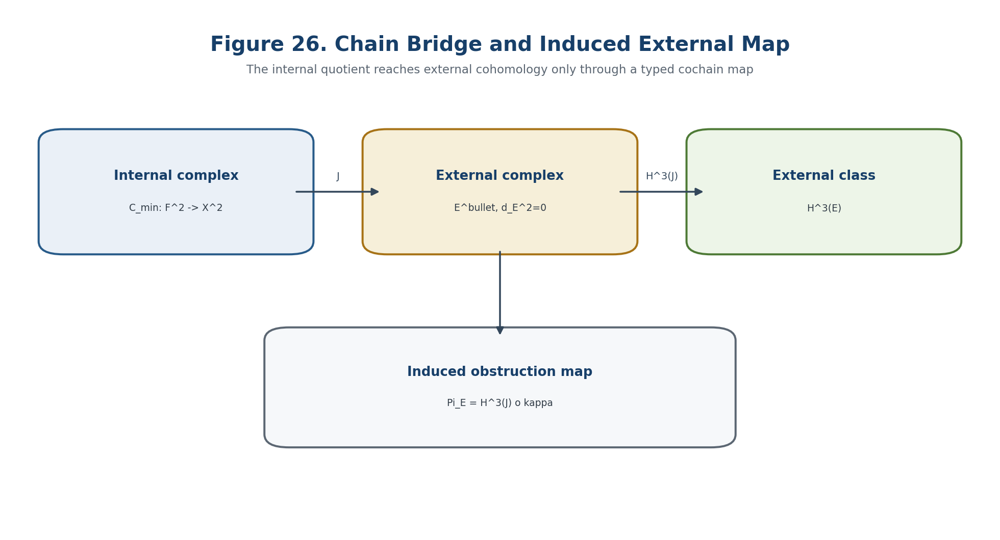 Figure 26. Chain Bridge and Induced External Map
The internal quotient reaches external cohomology only through a typed cochain map
Internal complex
C_min: F^2 -> X^2
J
External complex
E^bullet, d_E^2=0
H^3(J)
External class
H^3(E)
Induced obstruction map
Pi_E = H^3(J) o kappa